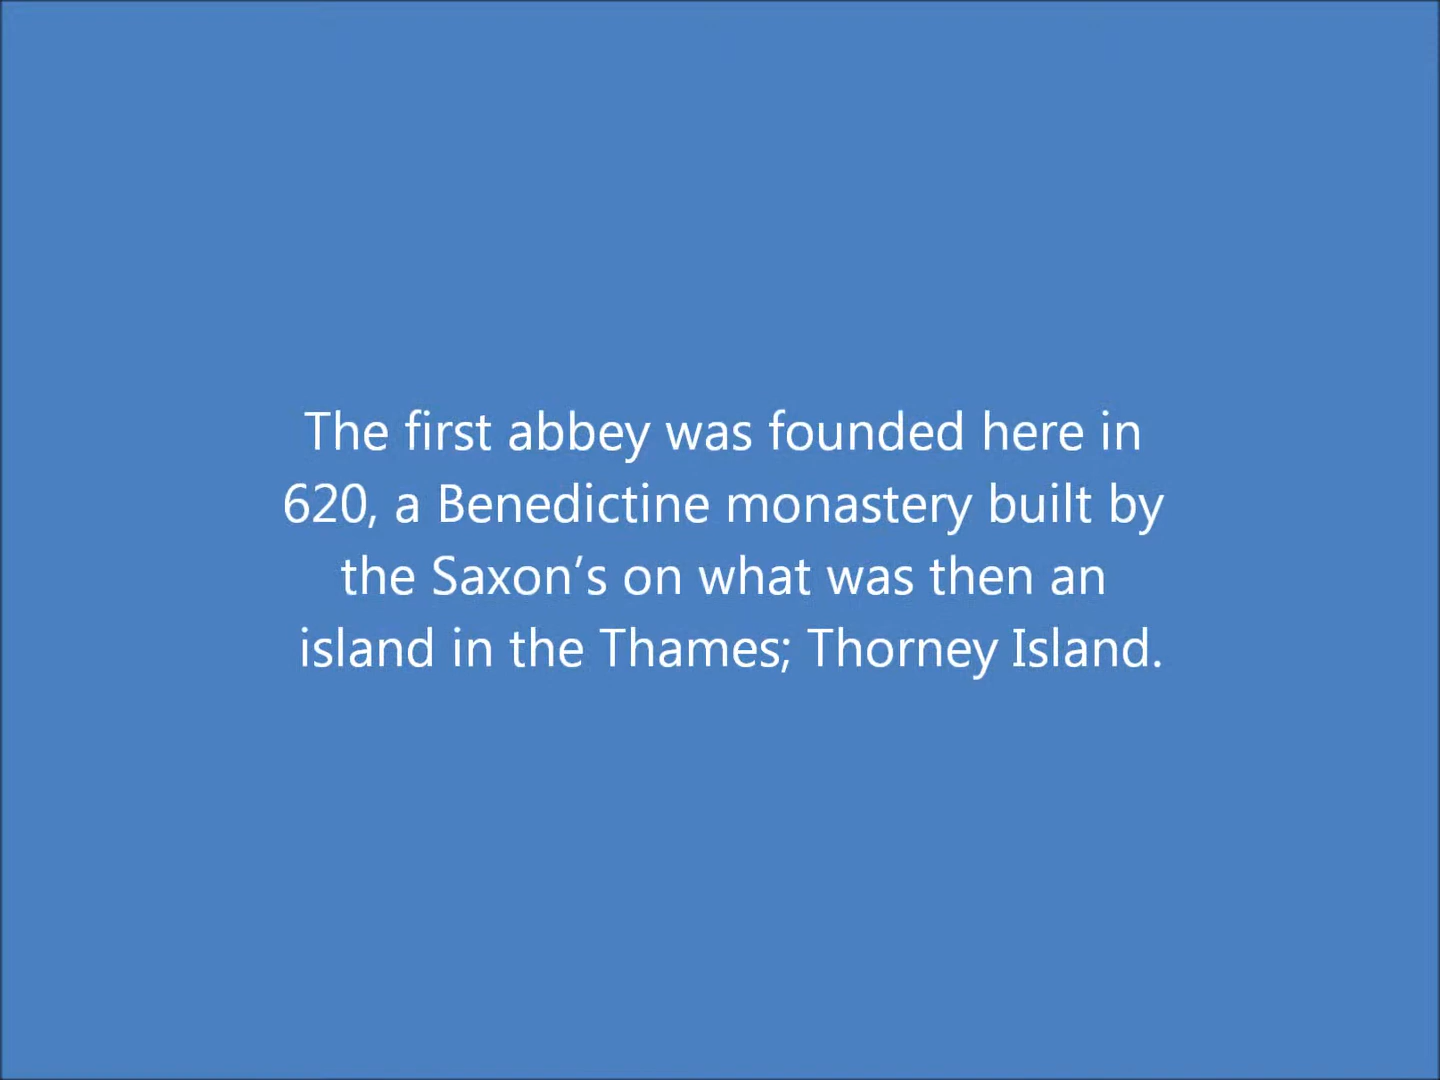 The first abbey was founded here in
620, a Benedictine monastery built by
the Saxon’s on what was then an
island in the Thames; Thorney Island.